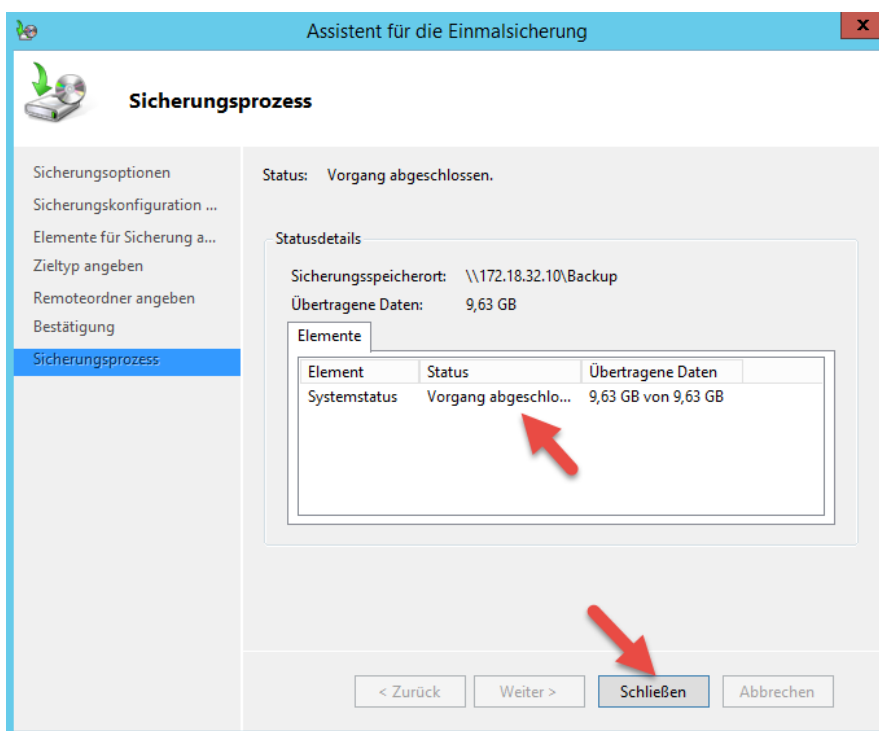 Assistent für die Einmalsicherung
x
Sicherungsprozess
Sicherungsoptionen
Sicherungskonfiguration ...
Elemente für Sicherung a...
Zieltyp angeben
Remoteordner angeben
Bestätigung
Sicherungsprozess
Status: Vorgang abgeschlossen.
Statusdetails
Sicherungsspeicherort: \\172.18.32.10\Backup
Übertragene Daten: 9,63 GB
Elemente
Element Status Übertragene Daten
Systemstatus Vorgang abgeschlo... 9,63 GB von 9,63 GB
< Zurück Weiter > Schließen Abbrechen